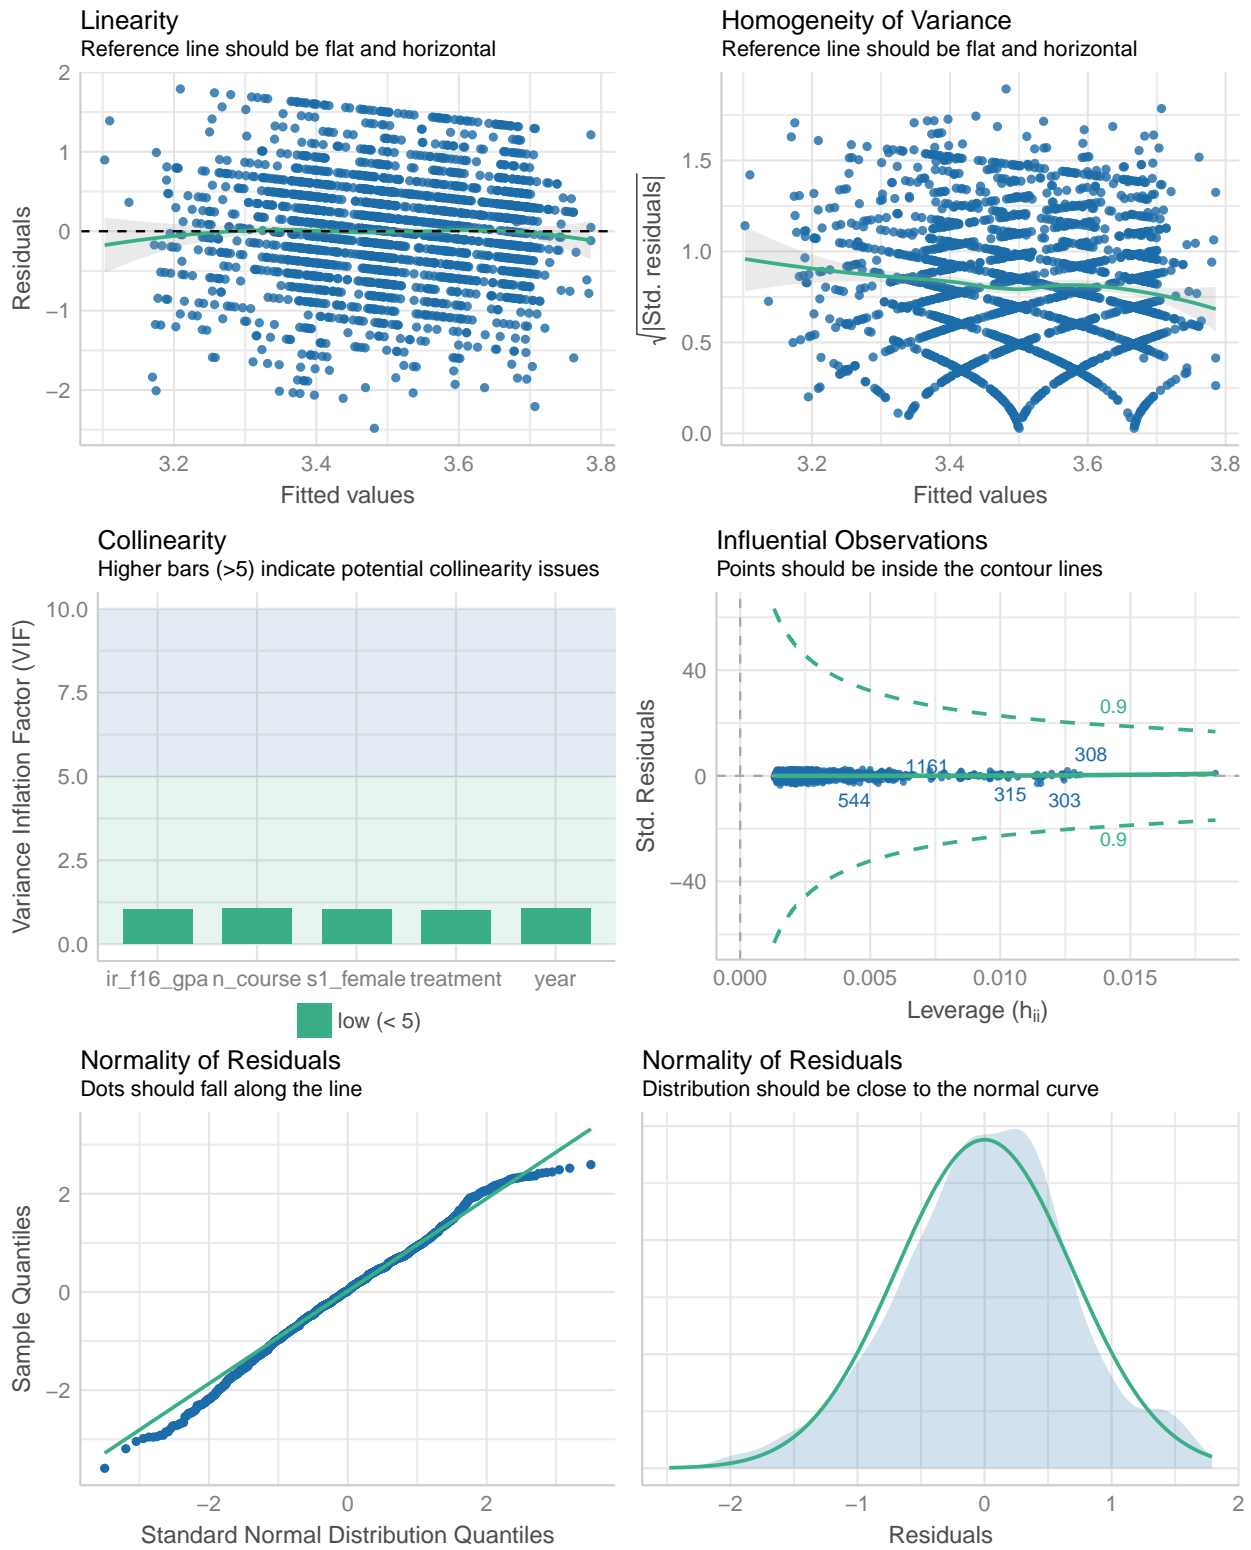 Linearity
Reference line should be flat and horizontal
2
1
0
−1
−2
Residuals
3.2
3.4
3.6
3.8
Fitted values
Homogeneity of Variance
Reference line should be flat and horizontal
1.5
1.0
0.5
0.0
√|Std. residuals|
3.2
3.4
3.6
3.8
Fitted values
Collinearity
Higher bars (>5) indicate potential collinearity issues
10.0
7.5
5.0
2.5
0.0
Variance Inflation Factor (VIF)
ir_f16_gpa
n_course
s1_female
treatment
year
low (< 5)
Influential Observations
Points should be inside the contour lines
40
0
−40
Std. Residuals
0.9
308
1161
544
315
303
0.9
0.000
0.005
0.010
0.015
Leverage (hii)
Normality of Residuals
Dots should fall along the line
2
0
−2
Sample Quantiles
−2
0
2
Standard Normal Distribution Quantiles
Normality of Residuals
Distribution should be close to the normal curve
−2
−1
0
1
2
Residuals